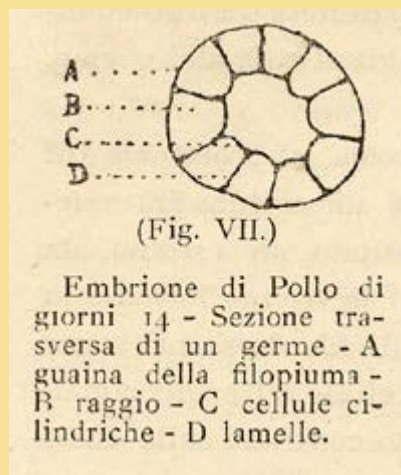 A
B
C
D
(Fig. VII.)
Embrione di Pollo di
giorni 14 - Sezione tra-
sversa di un germe - A
guaina della filopiuma -
B raggio - C cellule ci-
lindriche - D lamelle.